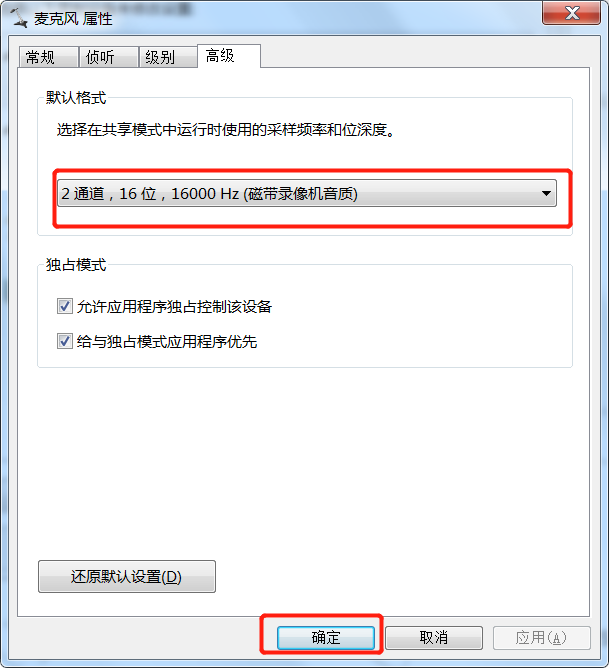 麦克风 属性
常规
侦听
级别
高级
默认格式
选择在共享模式中运行时使用的采样频率和位深度。
2 通道，16 位，16000 Hz (磁带录像机音质)
独占模式
允许应用程序独占控制该设备
给与独占模式应用程序优先
还原默认设置(D)
确定
取消
应用(A)